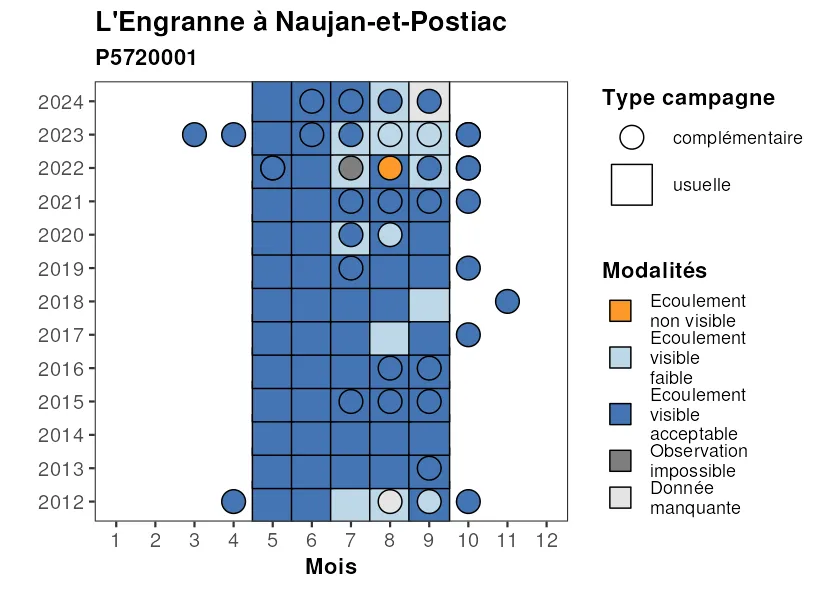 L'Engranne à Naujan-et-Postiac
P5720001
2024
2023
2022
2021
2020
2019
2018
2017
2016
2015
2014
2013
2012
1 2 3 4 5 6 7 8 9 10 11 12
Mois
Type campagne
complémentaire
usuelle
Modalités
Ecoulement
non visible
Ecoulement
visible
faible
Ecoulement
visible
acceptable
Observation
impossible
Donnée
manquante